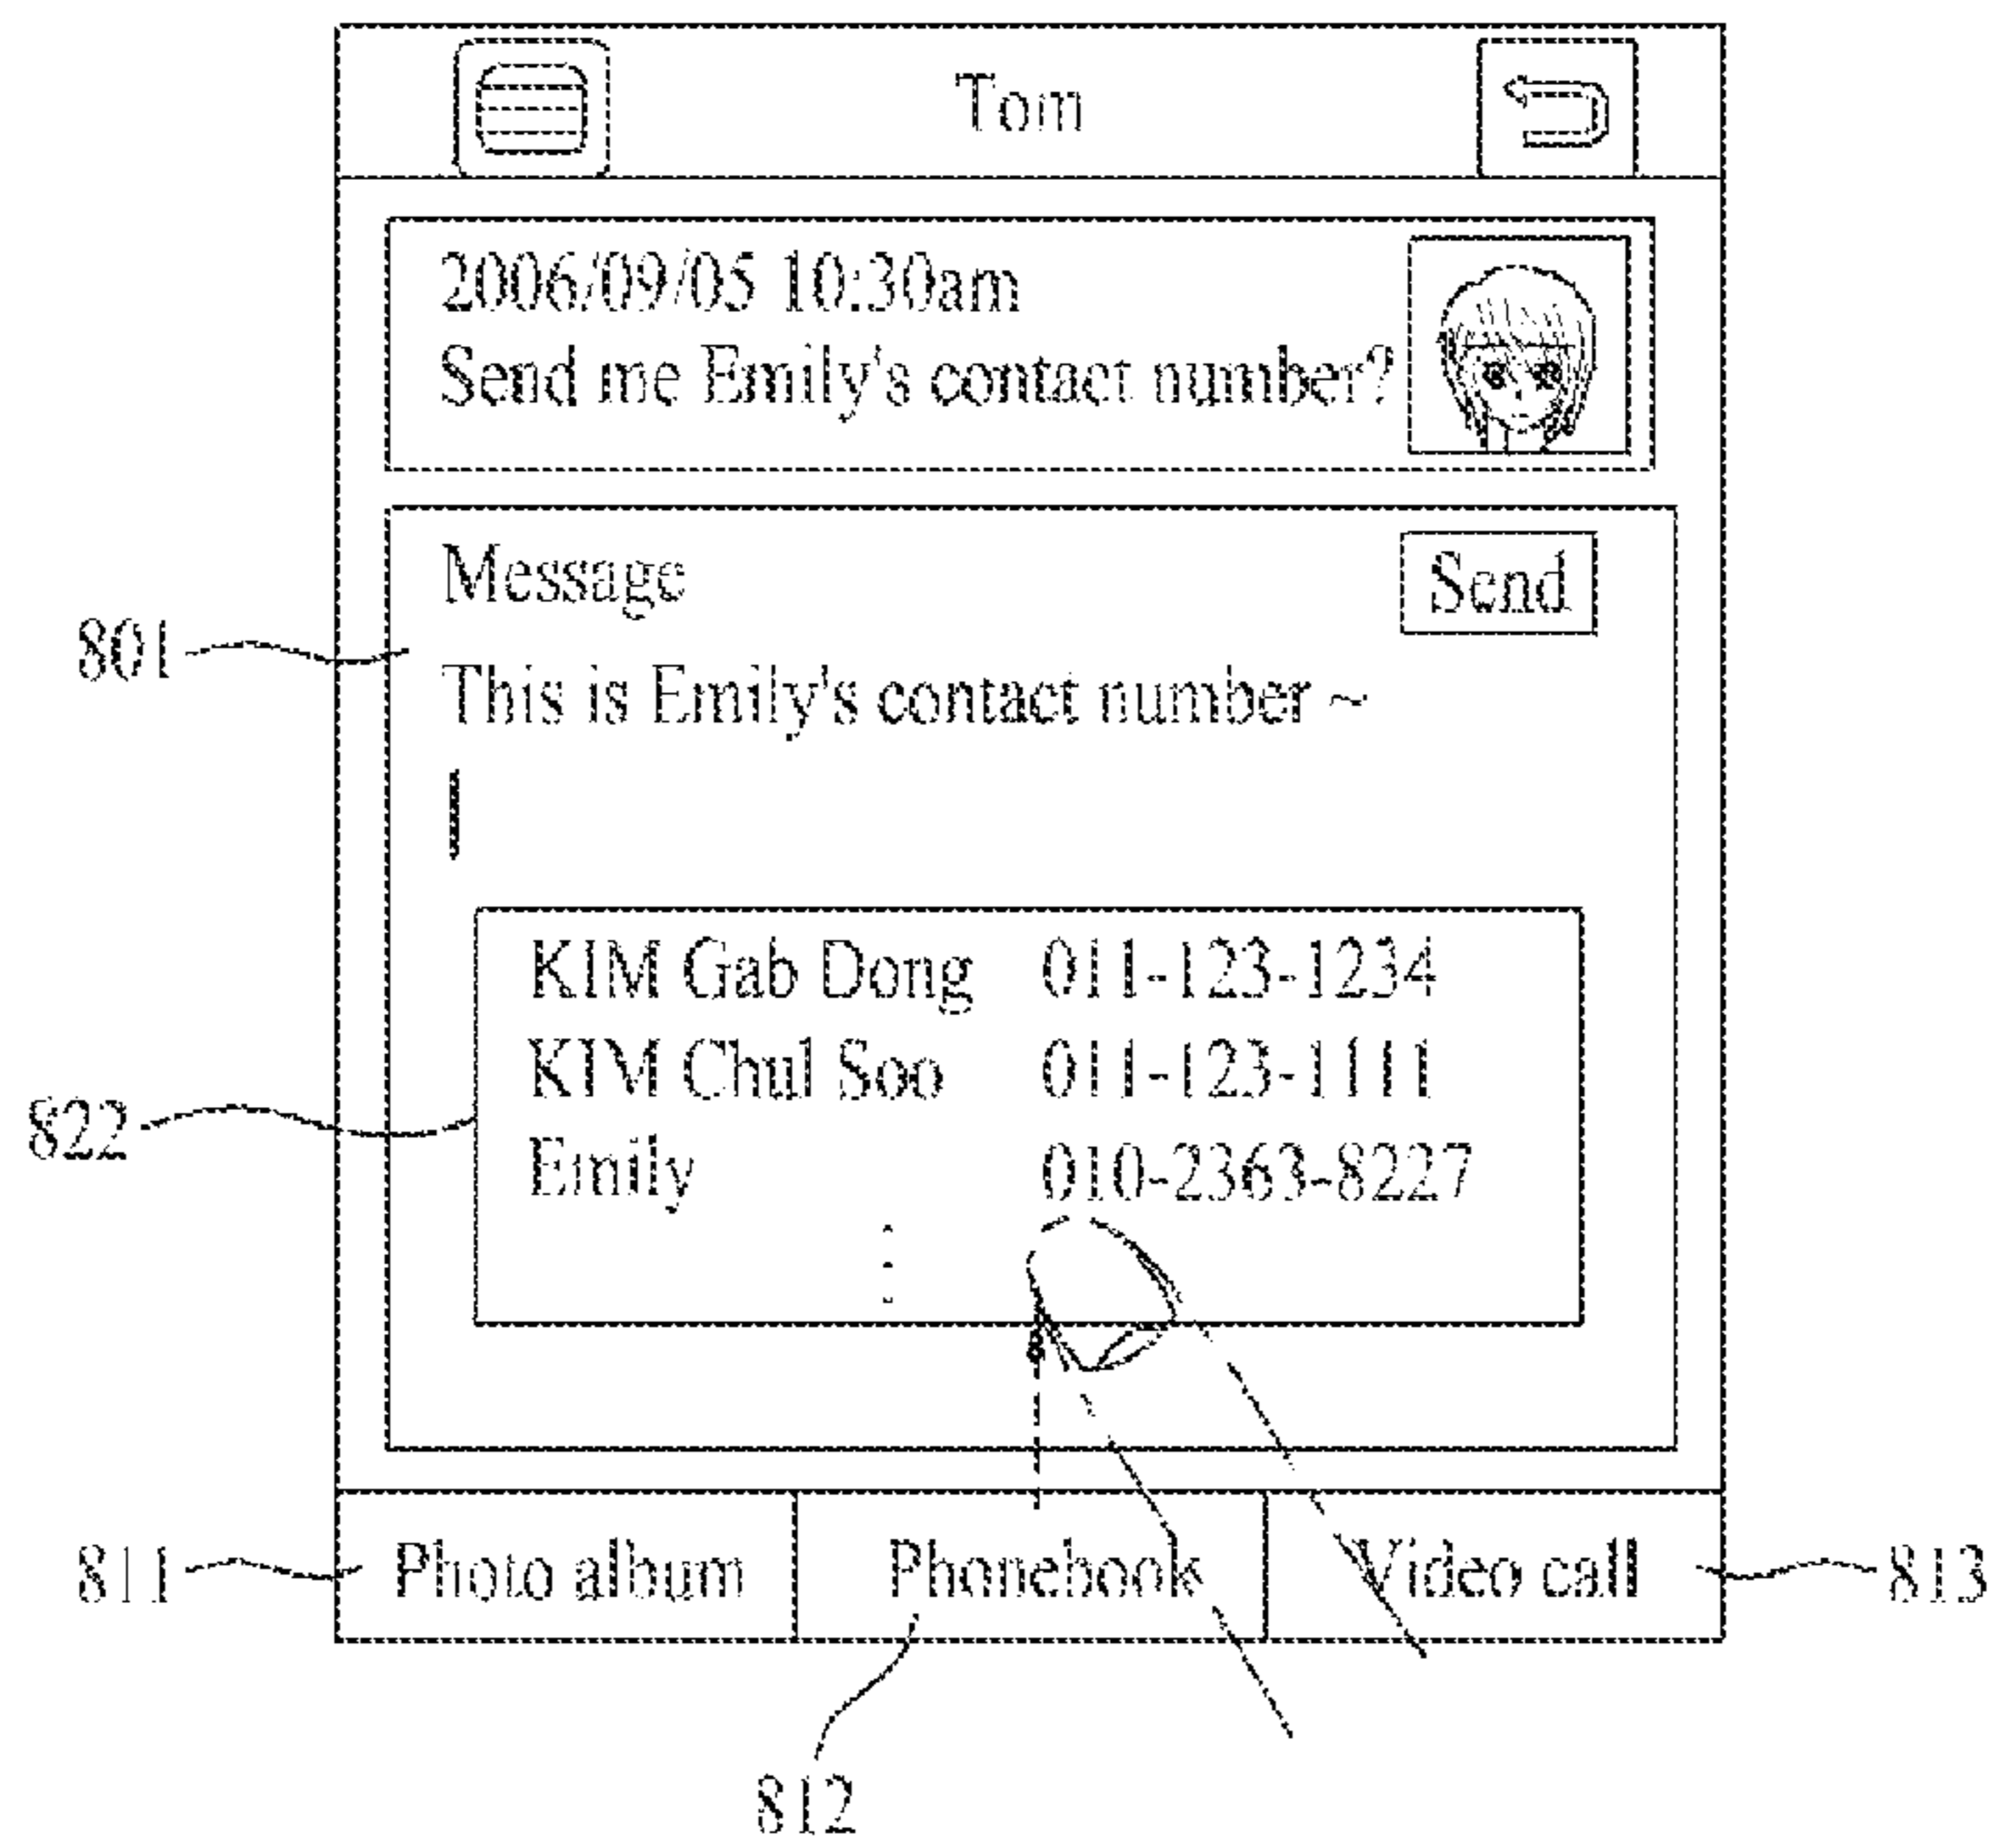 Tom
2006/09/05 10:30am
Send me Emily's contact number?
Message
Send
801
This is Emily's contact number ~
KIM Gab Dong 011-123-1234
KIM Chul Soo 011-123-1111
822
Emily 010-2363-8227
811
Photo album
Phonebook
Video call
813
812